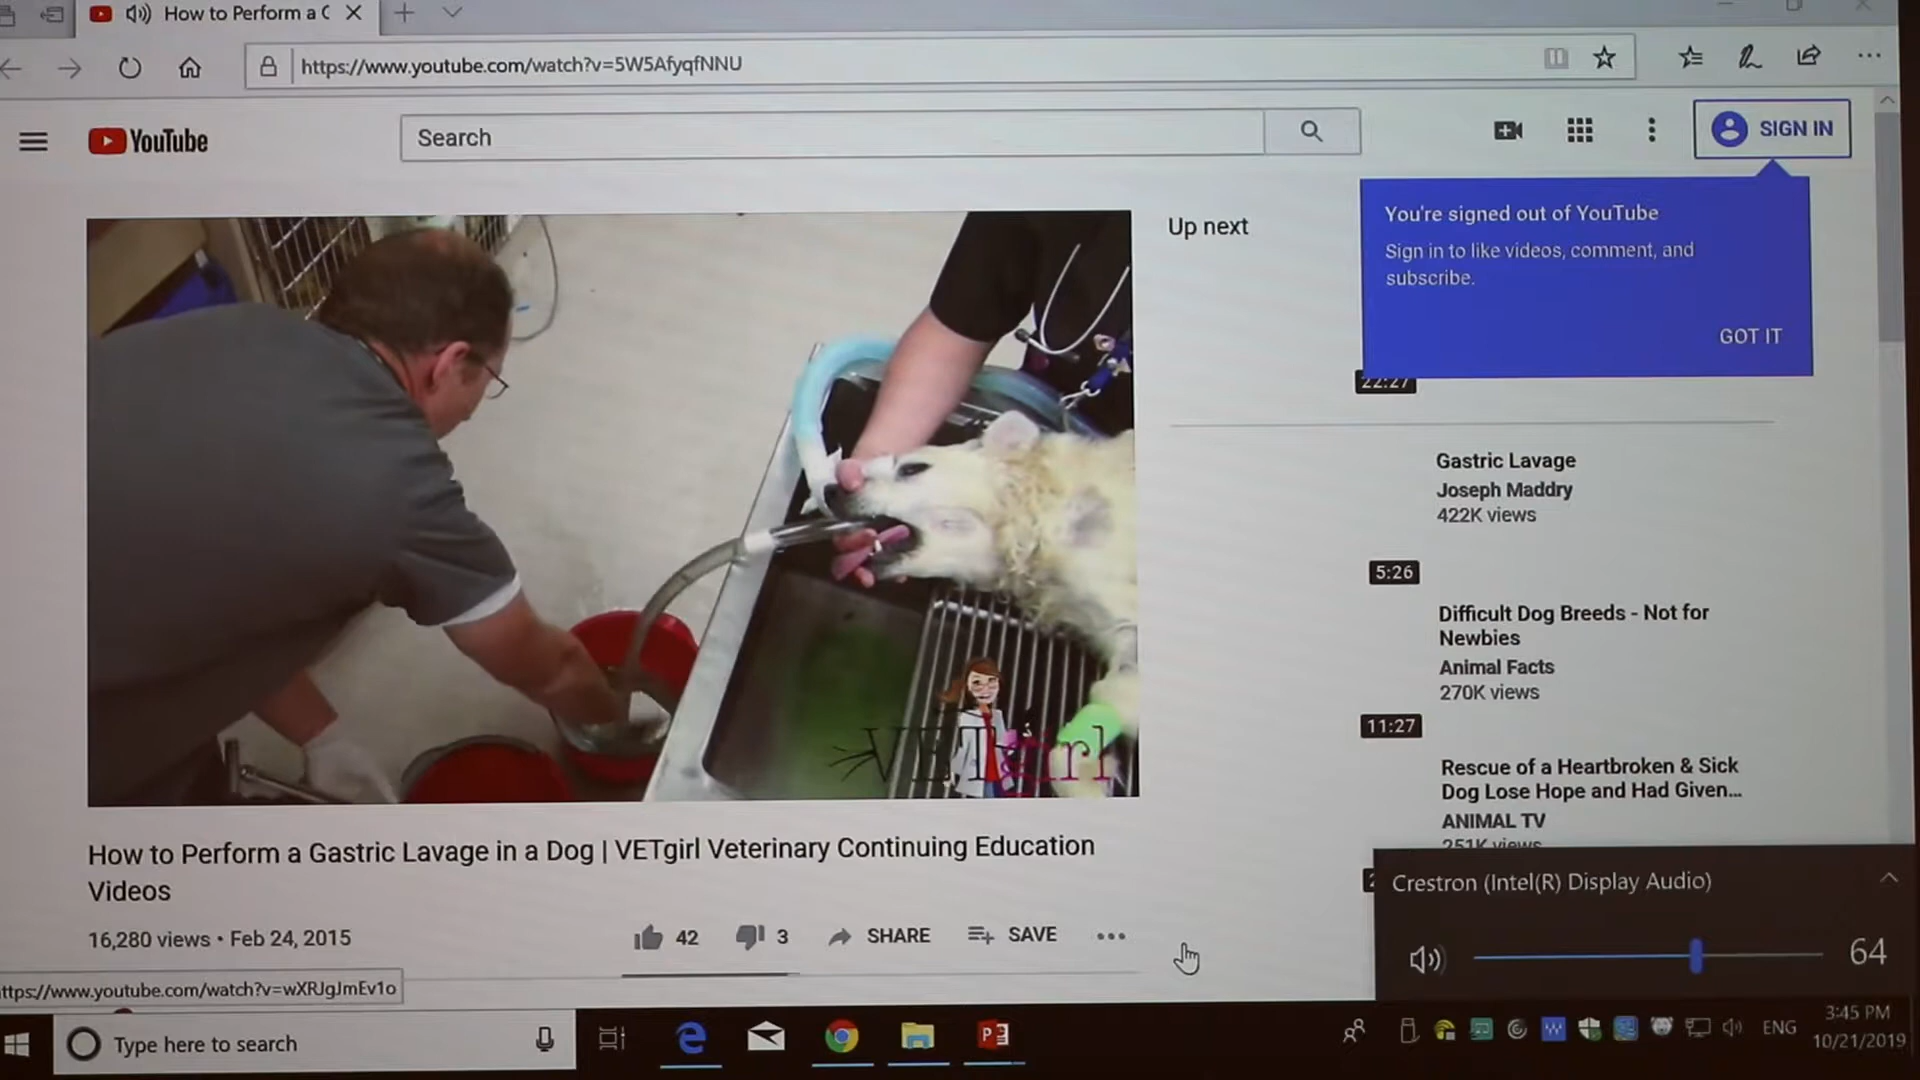 How to Perform a C
https://www.youtube.com/watch?v=5W5AfyqfNNU
YouTube
Search
SIGN IN
You're signed out of YouTube
Sign in to like videos, comment, and
subscribe.
GOT IT
Up next
22:27
Gastric Lavage
Joseph Maddry
422K views
5:26
Difficult Dog Breeds - Not for
Newbies
Animal Facts
270K views
11:27
Rescue of a Heartbroken & Sick
Dog Lose Hope and Had Given...
ANIMAL TV
251K views
VETgirl
How to Perform a Gastric Lavage in a Dog | VETgirl Veterinary Continuing Education
Videos
16,280 views • Feb 24, 2015
42
3
SHARE
SAVE
Crestron (Intel(R) Display Audio)
64
ttps://www.youtube.com/watch?v=wXRJgJmEv1o
Type here to search
ENG
3:45 PM
10/21/2019